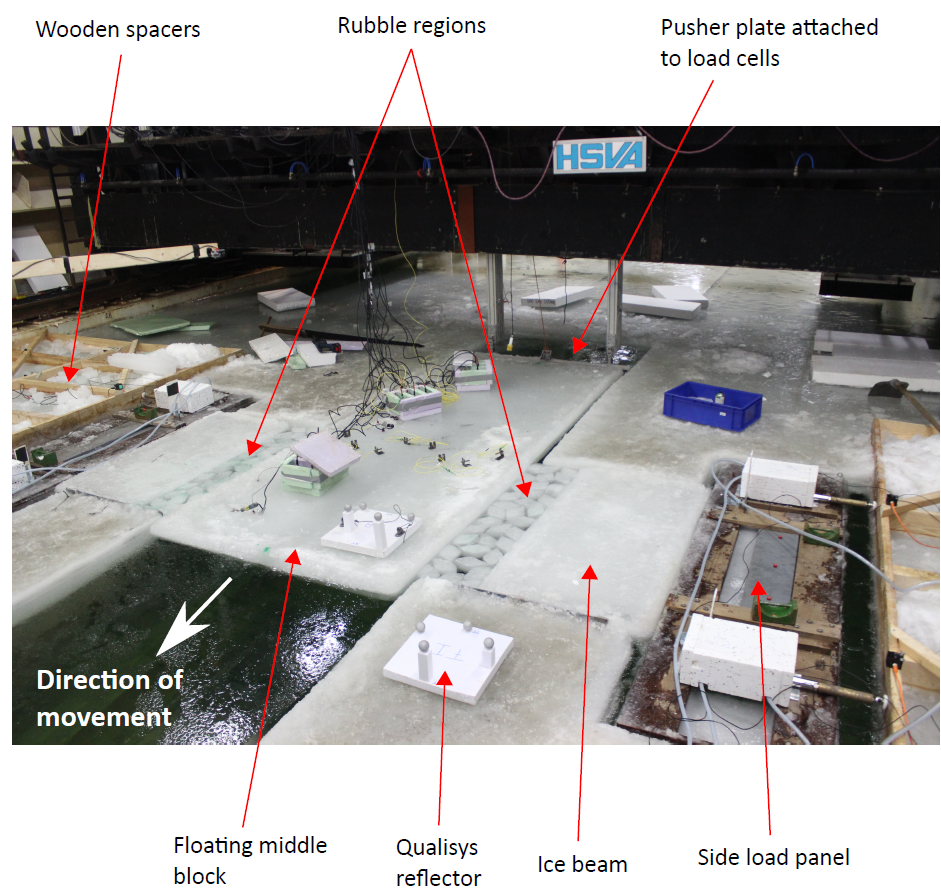 Wooden spacers
Rubble regions
Pusher plate attached
to load cells
HSVA
Direction of
movement
Floating middle
block
Qualisys
reflector
Ice beam
Side load panel